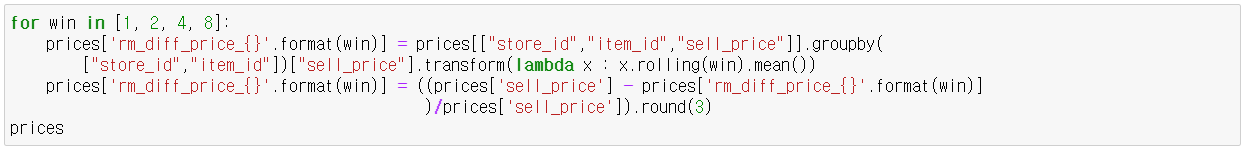 for win in [1, 2, 4, 8]:
    prices['rm_diff_price_{}'.format(win)] = prices[["store_id","item_id","sell_price"]].groupby(
        ["store_id","item_id"])["sell_price"].transform(lambda x : x.rolling(win).mean())
    prices['rm_diff_price_{}'.format(win)] = ((prices['sell_price'] - prices['rm_diff_price_{}'.format(win)]
                                              )/prices['sell_price']).round(3)
prices